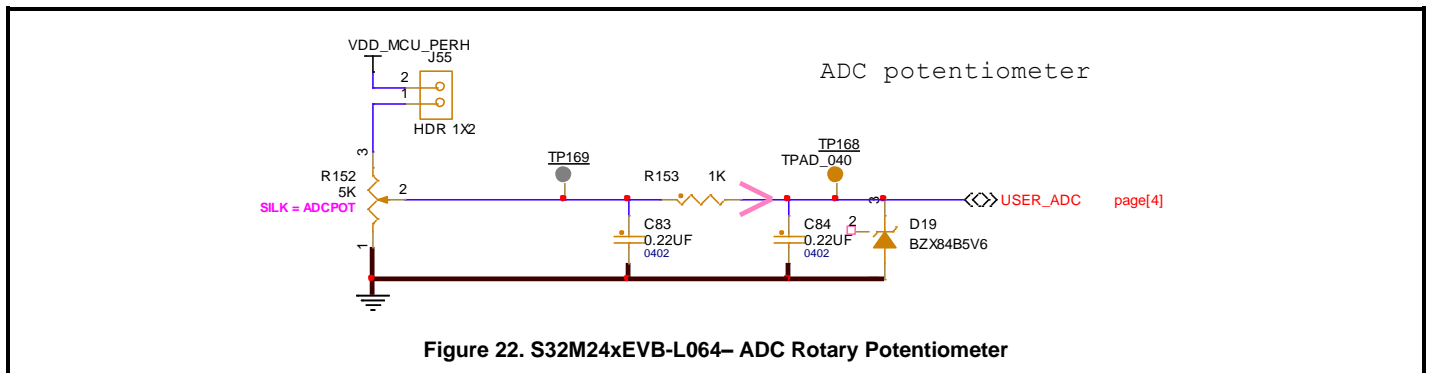 VDD_MCU_PERH
J55
ADC potentiometer
2
1
HDR 1X2
3
R152
5K
SILK = ADCPOT
2
1
TP169
R153 1K
TP168
TPAD_040
C83
0.22UF
0402
C84
0.22UF
0402
3
2
D19
BZX84B5V6
USER_ADC page[4]
Figure 22. S32M24xEVB-L064– ADC Rotary Potentiometer